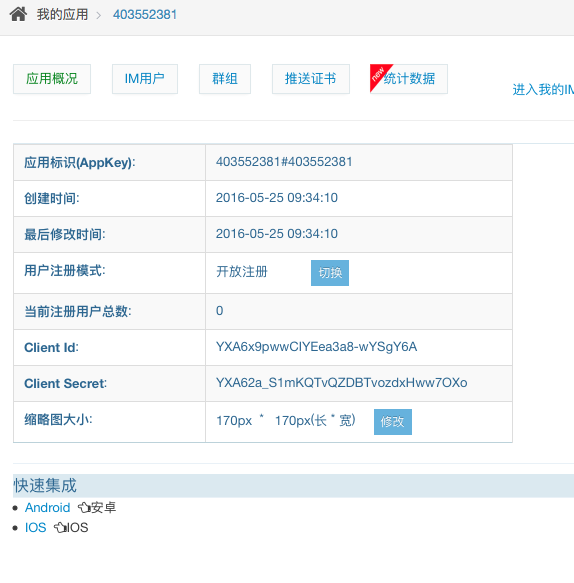 我的应用 > 403552381
应用概况 IM用户 群组 推送证书 new 统计数据
进入我的IM
应用标识(AppKey): 403552381#403552381
创建时间: 2016-05-25 09:34:10
最后修改时间: 2016-05-25 09:34:10
用户注册模式: 开放注册 切换
当前注册用户总数: 0
Client Id: YXA6x9pwwCIYEea3a8-wYSgY6A
Client Secret: YXA62a_S1mKQTvQZDBTvozdxHww7OXo
缩略图大小: 170px * 170px(长 * 宽) 修改
快速集成
Android 安卓
IOS IOS